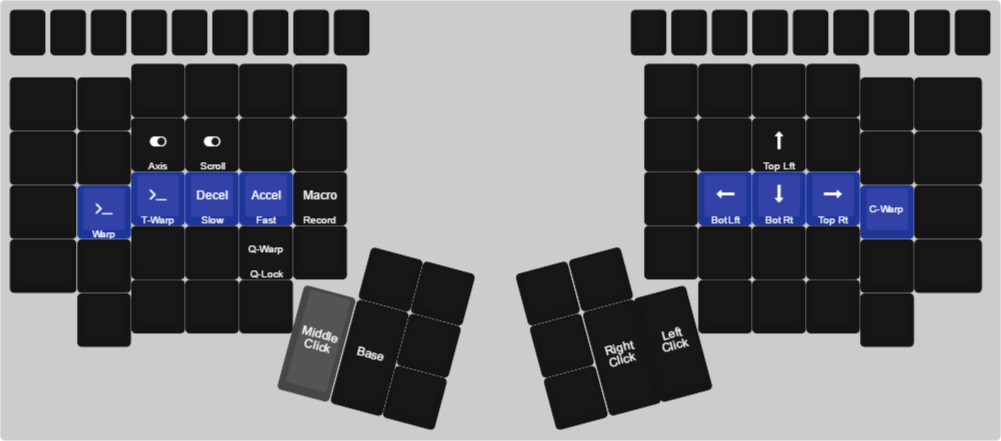 Axis
Scroll
Top Lft
>_
Warp
>_
T-Warp
Decel
Slow
Accel
Fast
Macro
Record
←
Bot Lft
↓
Bot Rt
→
Top Rt
C-Warp
↑
Q-Warp
Q-Lock
Middle
Click
Base
Right
Click
Left
Click